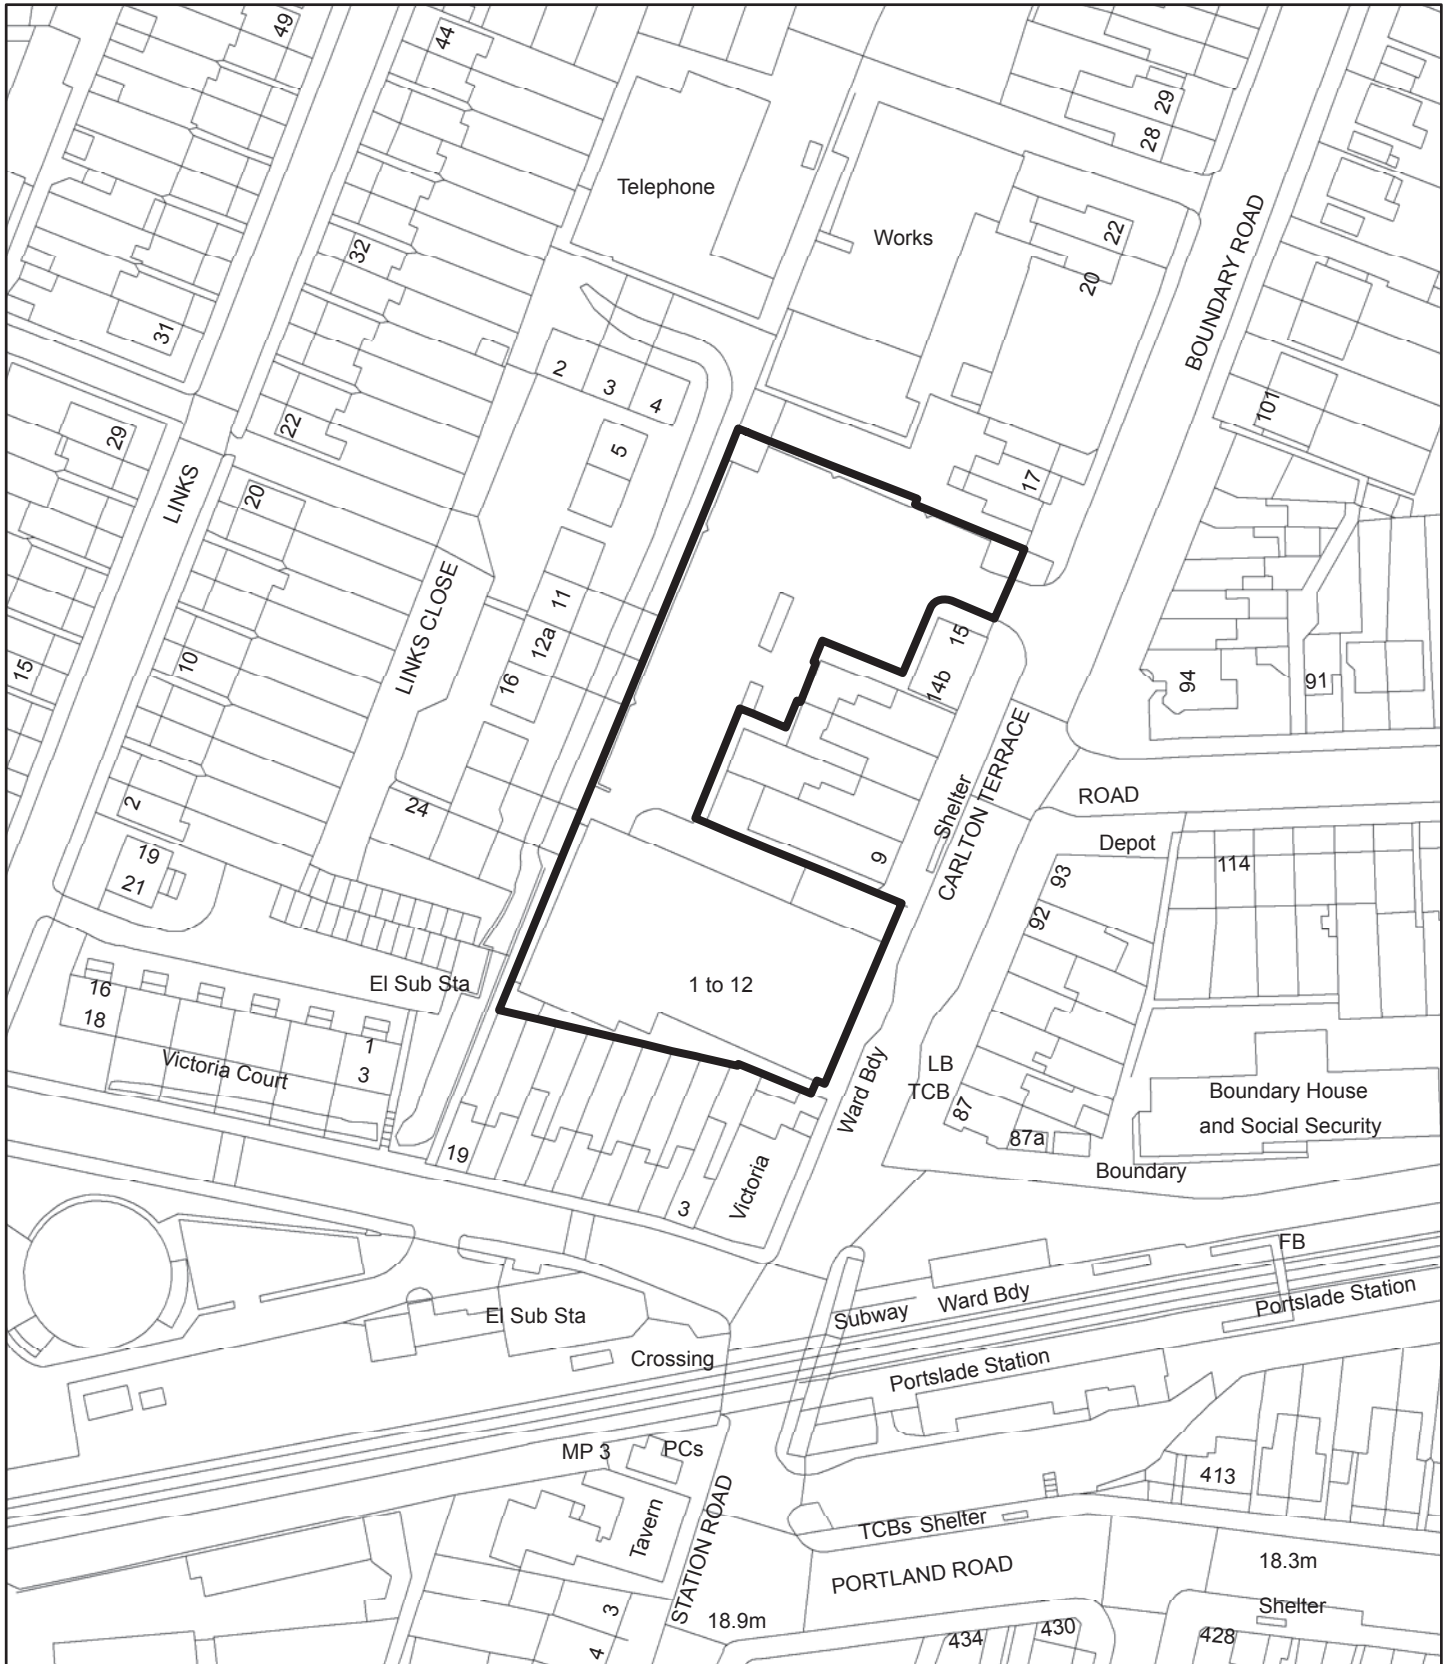 49
44
29
28
Telephone
Works
22
20
BOUNDARY ROAD
32
31
2
3
4
101
22
29
5
17
LINKS
20
11
LINKS CLOSE
12a
15
10
15
16
14b
94
91
CARLTON TERRACE
Shelter
ROAD
24
2
Depot
114
19
21
9
93
92
El Sub Sta
1 to 12
16
18
1
3
Victoria Court
LB
TCB
Ward Bdy
87
87a
Boundary House
and Social Security
Boundary
19
3
Victoria
FB
Ward Bdy
Portslade Station
Subway
El Sub Sta
Crossing
Portslade Station
MP 3
PCs
413
Tavern
STATION ROAD
TCBs
Shelter
PORTLAND ROAD
18.3m
Shelter
3
4
18.9m
434
430
428